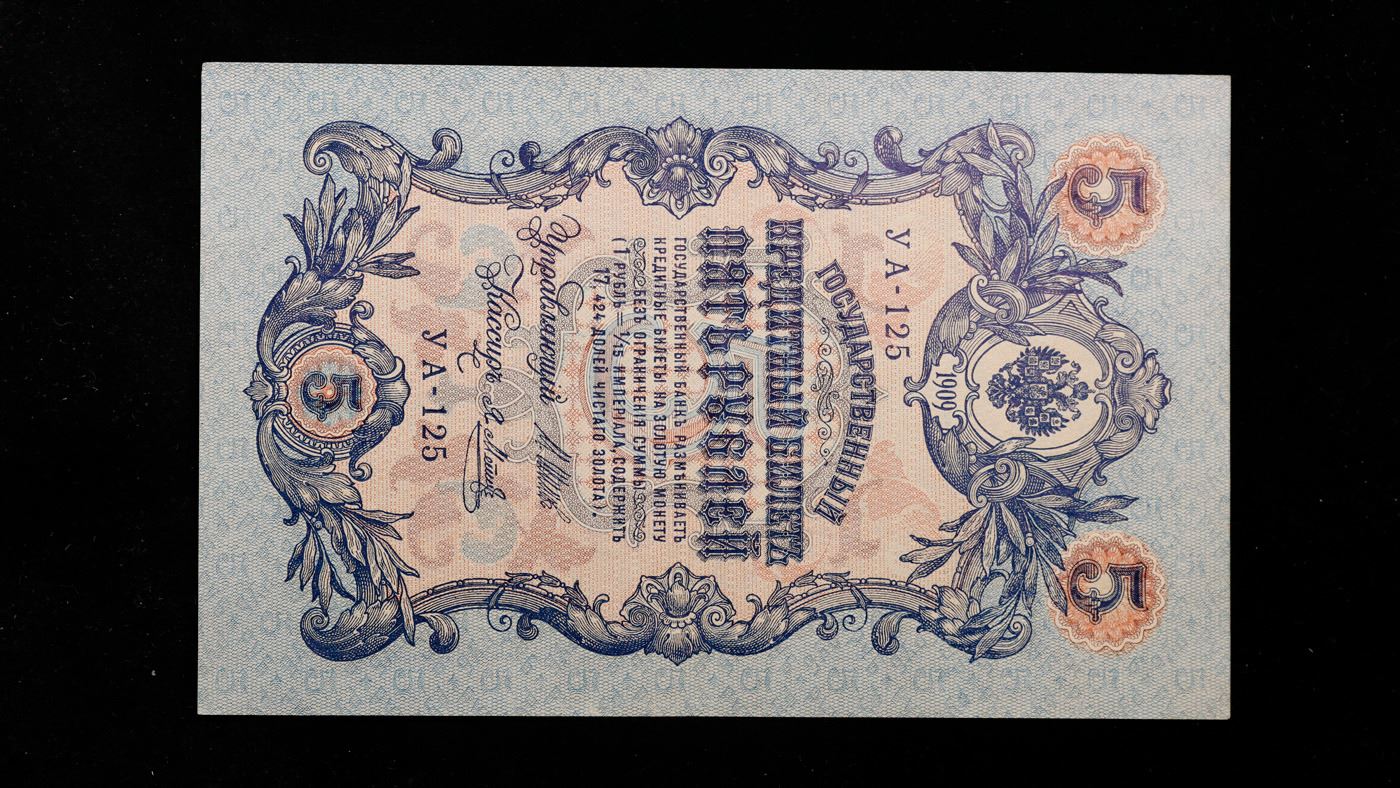 5 5
1909
УА-125
ГОСУДАРСТВЕННЫЙ
КРЕДИТНЫЙ БИЛЕТЪ
ПЯТЬ РУБЛЕЙ
ГОСУДАРСТВЕННЫЙ БАНКЪ РАЗМѢНИВАЕТЪ
КРЕДИТНЫЕ БИЛЕТЫ НА ЗОЛОТУЮ МОНЕТУ
БЕЗЪ ОГРАНИЧЕНІЯ СУММЫ
(1 РУБЛЬ = 1/15 ИМПЕРІАЛА, СОДЕРЖИТЪ
17, 424 ДОЛЕЙ ЧИСТАГО ЗОЛОТА).
Управляющий
Кассиръ
УА-125
5